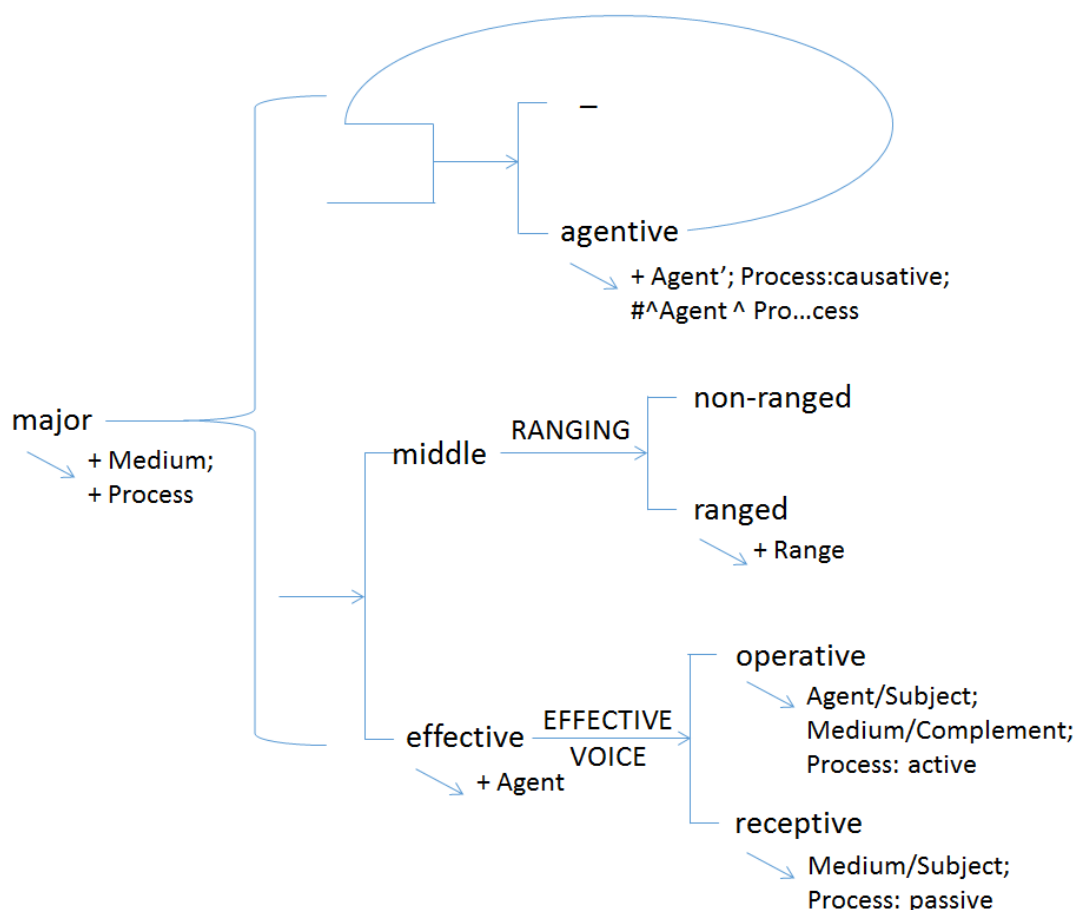 –
agentive
+ Agent’; Process:causative;
#^Agent ^ Pro...cess
major
+ Medium;
+ Process
middle
RANGING
non-ranged
ranged
+ Range
effective
+ Agent
EFFECTIVE
VOICE
operative
Agent/Subject;
Medium/Complement;
Process: active
receptive
Medium/Subject;
Process: passive